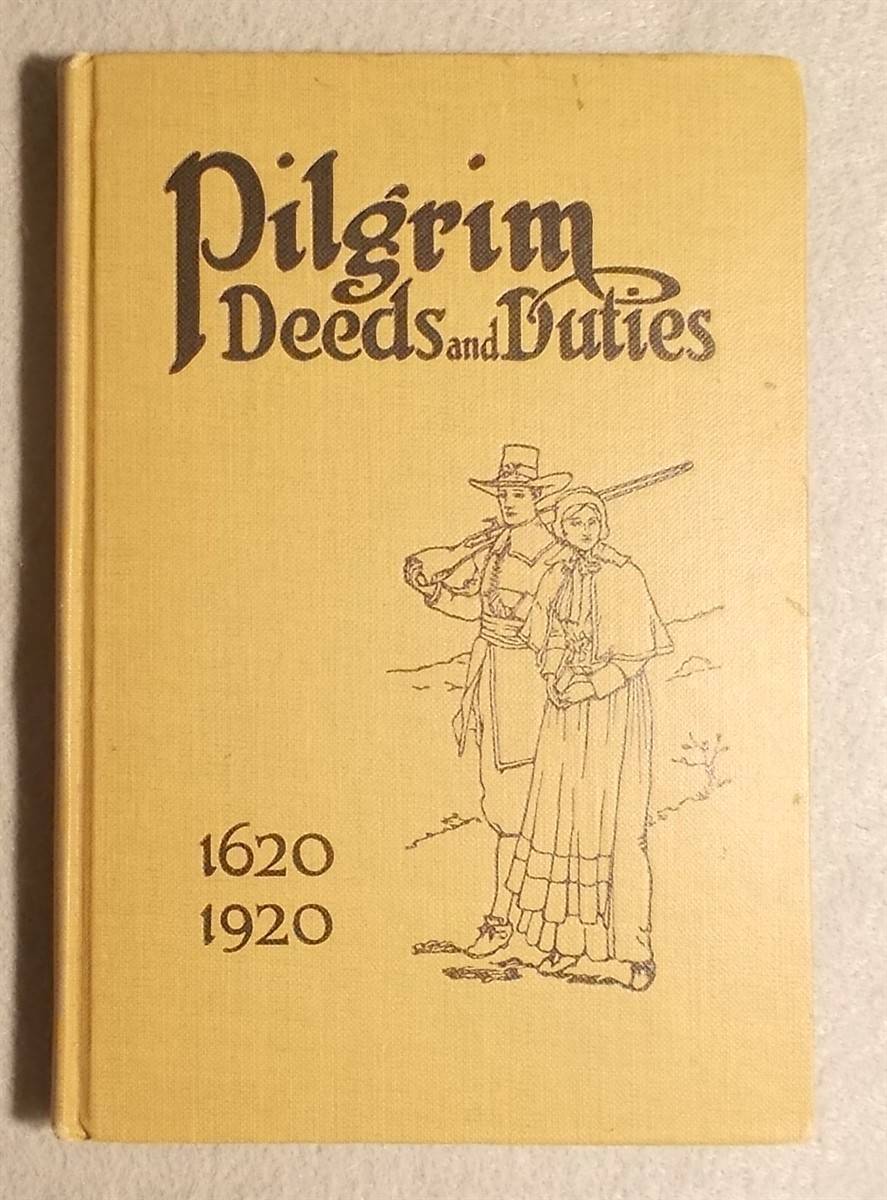 Pilgrim
Deeds and Duties
1620
1920